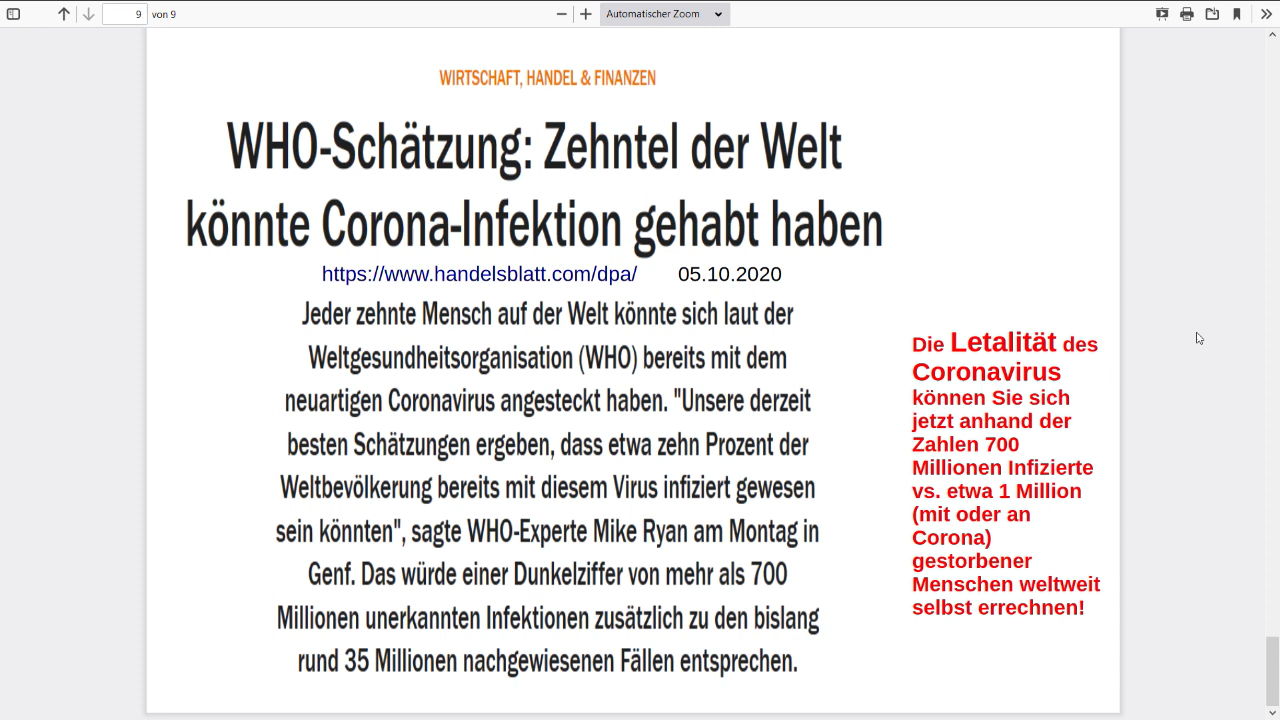 9 von 9 Automatischer Zoom
WIRTSCHAFT, HANDEL & FINANZEN
WHO-Schätzung: Zehntel der Welt
könnte Corona-Infektion gehabt haben
https://www.handelsblatt.com/dpa/ 05.10.2020
Jeder zehnte Mensch auf der Welt könnte sich laut der
Weltgesundheitsorganisation (WHO) bereits mit dem
neuartigen Coronavirus angesteckt haben. "Unsere derzeit
besten Schätzungen ergeben, dass etwa zehn Prozent der
Weltbevölkerung bereits mit diesem Virus infiziert gewesen
sein könnten", sagte WHO-Experte Mike Ryan am Montag in
Genf. Das würde einer Dunkelziffer von mehr als 700
Millionen unerkannten Infektionen zusätzlich zu den bislang
rund 35 Millionen nachgewiesenen Fällen entsprechen.
Die Letalität des
Coronavirus
können Sie sich
jetzt anhand der
Zahlen 700
Millionen Infizierte
vs. etwa 1 Million
(mit oder an
Corona)
gestorbener
Menschen weltweit
selbst errechnen!